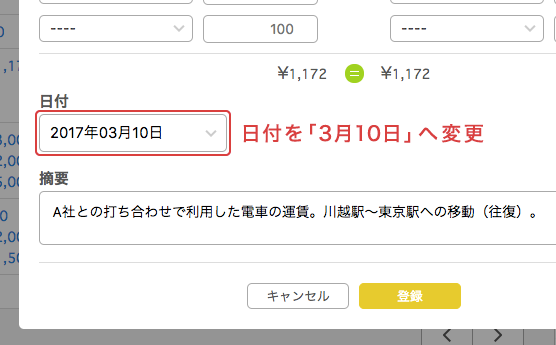 ---- 100 ----
¥1,172 = ¥1,172
日付
2017年03月10日
日付を「3月10日」へ変更
摘要
A社との打ち合わせで利用した電車の運賃。川越駅〜東京駅への移動（往復）。
キャンセル 登録